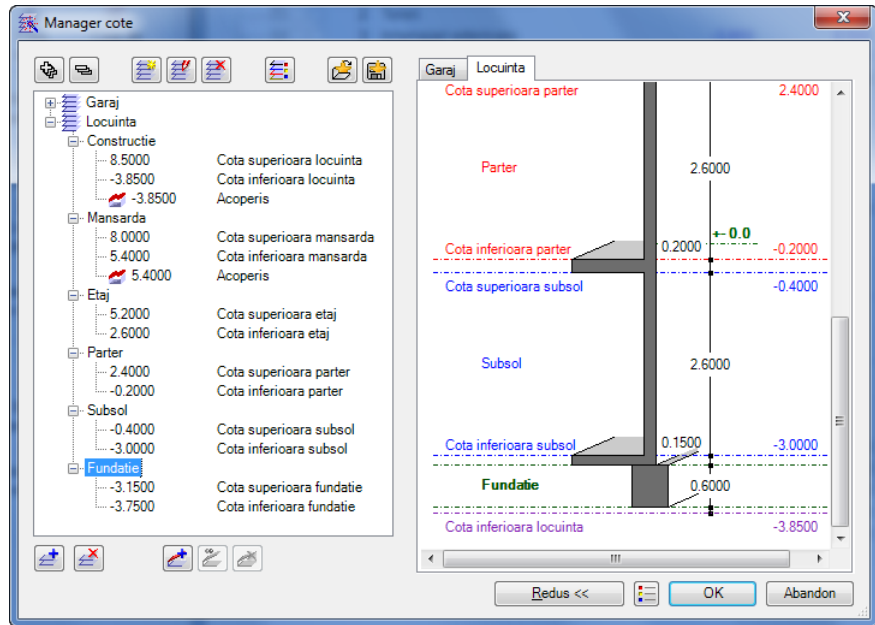 Manager cote
Garaj
Locuinta
Constructie
8.5000 Cota superioara locuinta
-3.8500 Cota inferioara locuinta
-3.8500 Acoperis
Mansarda
8.0000 Cota superioara mansarda
5.4000 Cota inferioara mansarda
5.4000 Acoperis
Etaj
5.2000 Cota superioara etaj
2.6000 Cota inferioara etaj
Parter
2.4000 Cota superioara parter
-0.2000 Cota inferioara parter
Subsol
-0.4000 Cota superioara subsol
-3.0000 Cota inferioara subsol
Fundatie
-3.1500 Cota superioara fundatie
-3.7500 Cota inferioara fundatie
Garaj Locuinta
Cota superioara parter 2.4000
Parter 2.6000
+- 0.0
Cota inferioara parter 0.2000 -0.2000
Cota superioara subsol -0.4000
Subsol 2.6000
Cota inferioara subsol 0.1500 -3.0000
Fundatie 0.6000
Cota inferioara locuinta -3.8500
Redus << OK Abandon